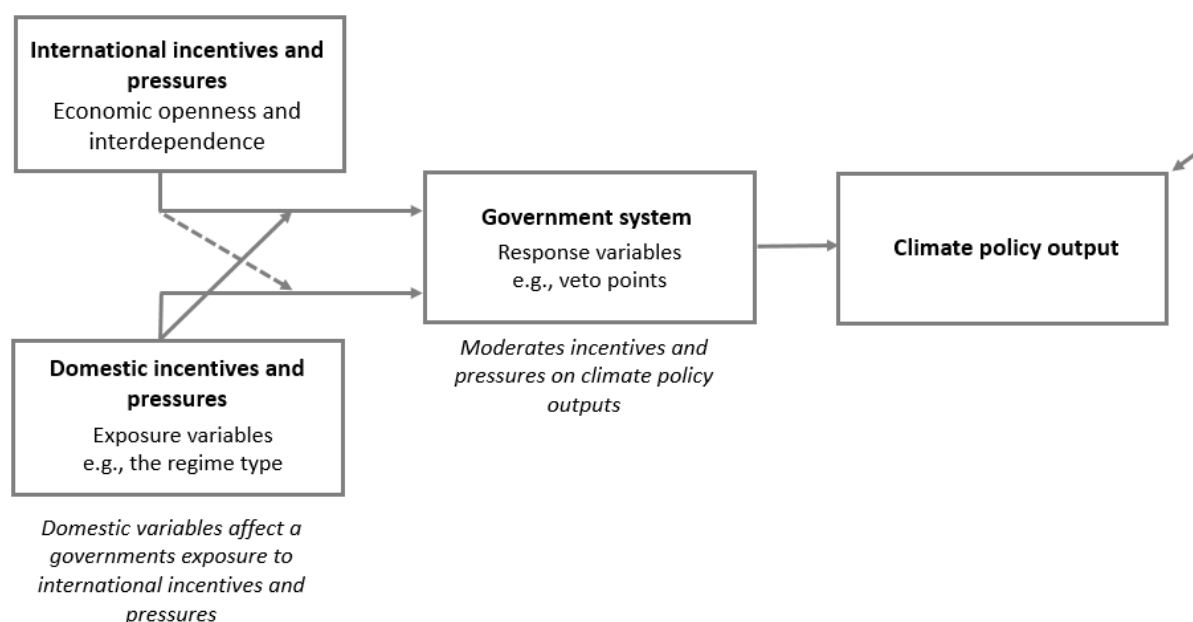 International incentives and
pressures
Economic openness and
interdependence
Government system
Response variables
e.g., veto points
Climate policy output
Moderates incentives and
pressures on climate policy
outputs
Domestic incentives and
pressures
Exposure variables
e.g., the regime type
Domestic variables affect a
governments exposure to
international incentives and
pressures